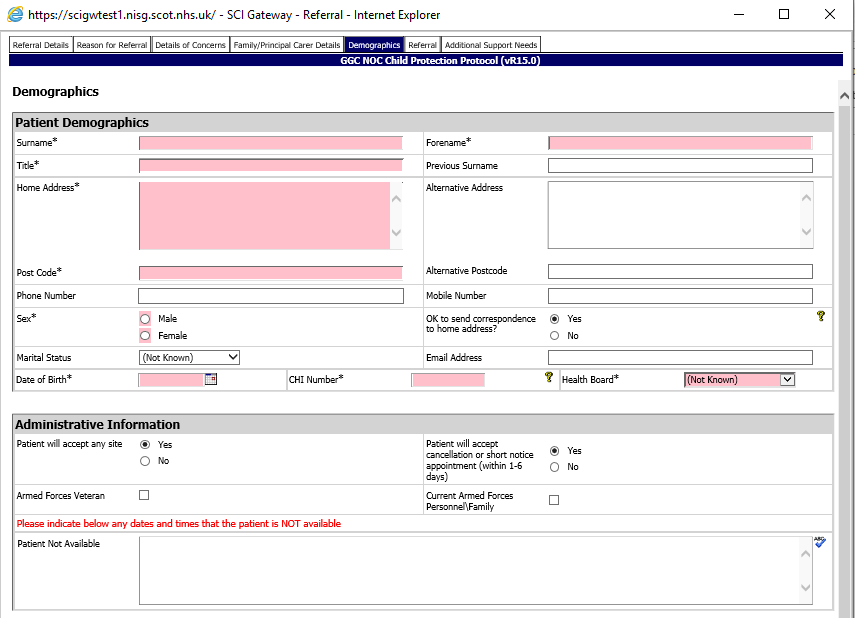 https://scigwtest1.nisg.scot.nhs.uk/ - SCI Gateway - Referral - Internet Explorer
Referral Details Reason for Referral Details of Concerns Family/Principal Carer Details Demographics Referral Additional Support Needs
GGC NOC Child Protection Protocol (vR15.0)
Demographics
Patient Demographics
Surname* Forename*
Title* Previous Surname
Home Address* Alternative Address
Post Code* Alternative Postcode
Phone Number Mobile Number
Sex* Male OK to send correspondence Yes ?
Female to home address? No
Marital Status (Not Known) Email Address
Date of Birth* CHI Number* ? Health Board* (Not Known)
Administrative Information
Patient will accept any site Yes Patient will accept
cancellation or short notice Yes
No appointment (within 1-6 No
days)
Armed Forces Veteran Current Armed Forces
Personnel\Family
Please indicate below any dates and times that the patient is NOT available
Patient Not Available ABC